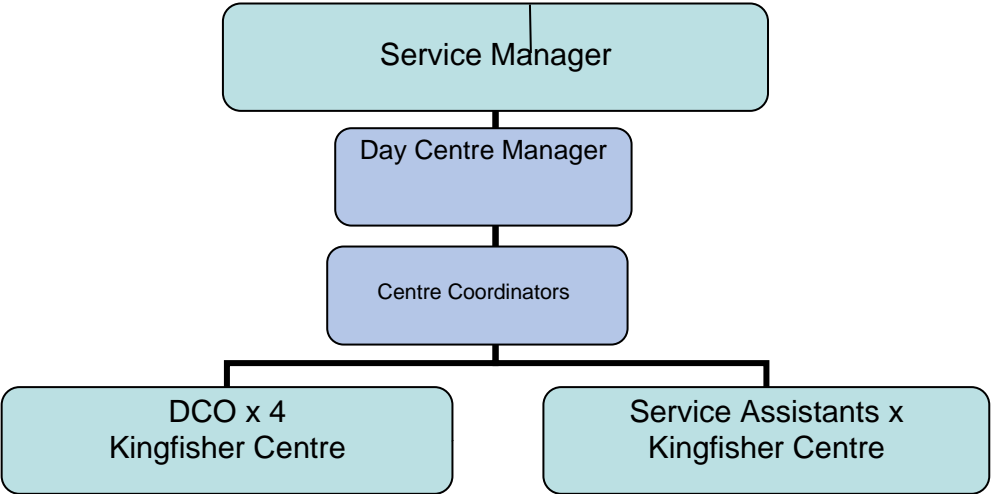 Service Manager
Day Centre Manager
Centre Coordinators
DCO x 4
Kingfisher Centre
Service Assistants x
Kingfisher Centre